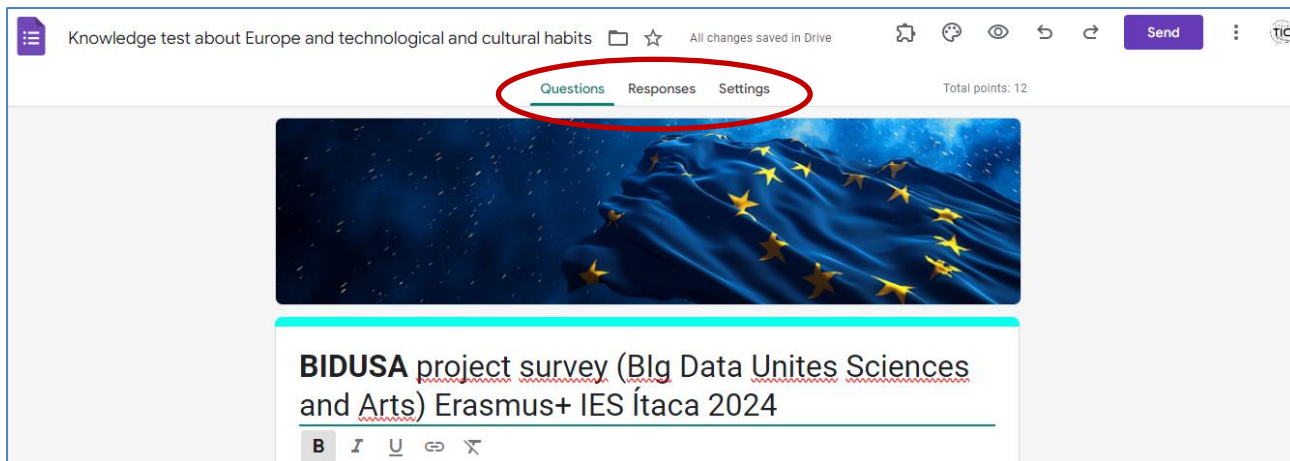 Knowledge test about Europe and technological and cultural habits
All changes saved in Drive
Send
TIC
Questions Responses Settings
Total points: 12
BIDUSA project survey (BIg Data Unites Sciences
and Arts) Erasmus+ IES Ítaca 2024
B I U